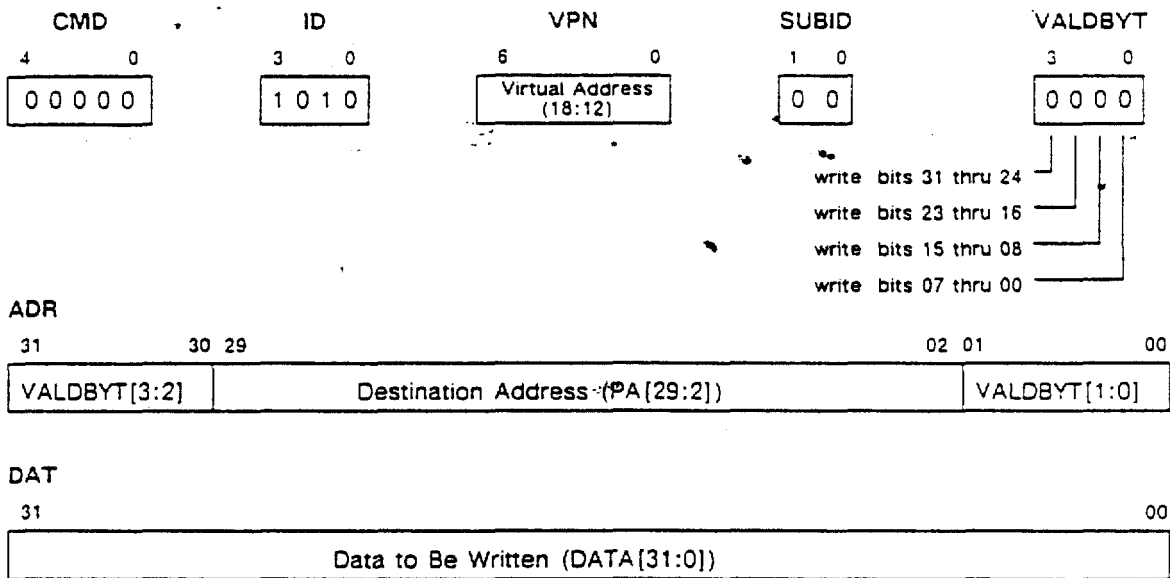 CMD ID VPN SUBID VALDBYT
4 0 3 0 6 0 1 0 3 0
0 0 0 0 0 1 0 1 0 Virtual Address 0 0 0 0 0 0
(18:12)
write bits 31 thru 24
write bits 23 thru 16
write bits 15 thru 08
write bits 07 thru 00
ADR
31 30 29 02 01 00
VALDBYT[3:2] Destination Address (PA[29:2]) VALDBYT[1:0]
DAT
31 00
Data to Be Written (DATA[31:0])